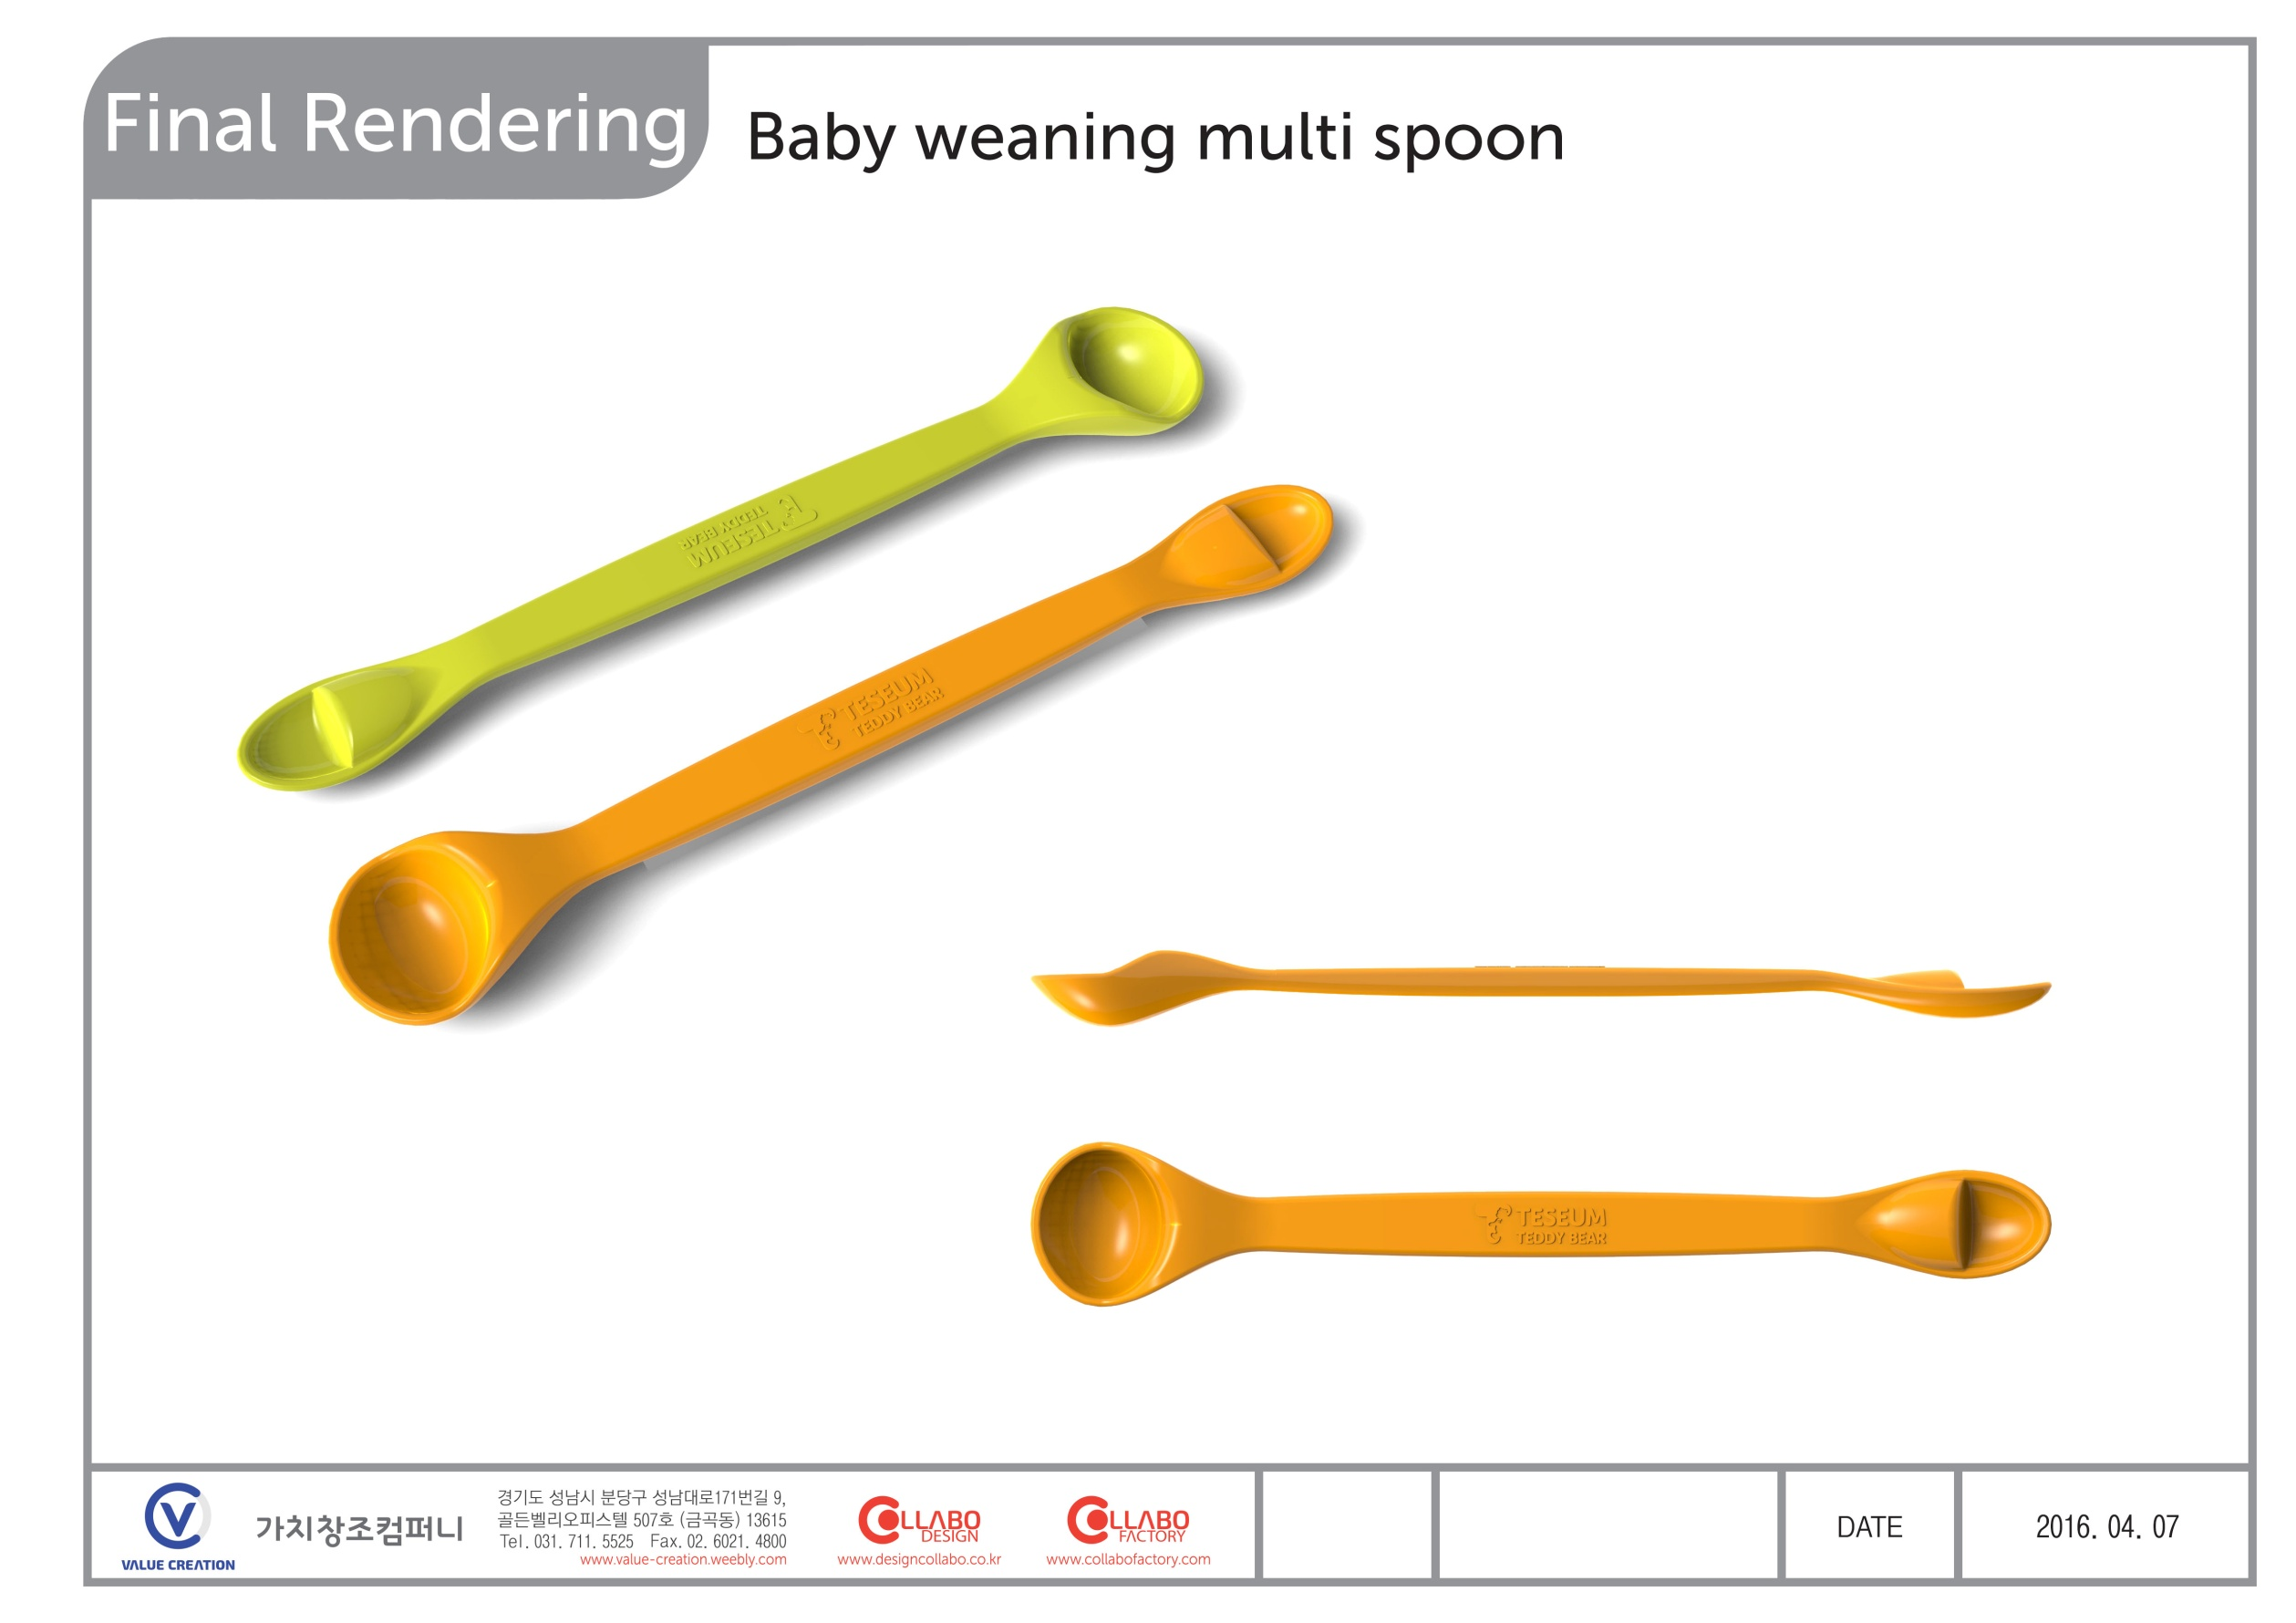 Final Rendering
Baby weaning multi spoon
TESEUM
TEDDY BEAR
TESEUM
TEDDY BEAR
TESEUM
TEDDY BEAR
VALUE CREATION
가치창조컴퍼니
경기도 성남시 분당구 성남대로171번길 9,
골든벨리오피스텔 507호 (금곡동) 13615
Tel. 031. 711. 5525 Fax. 02. 6021. 4800
www.value-creation.weebly.com
COLLABO
DESIGN
www.designcollabo.co.kr
COLLABO
FACTORY
www.collabofactory.com
DATE
2016. 04. 07